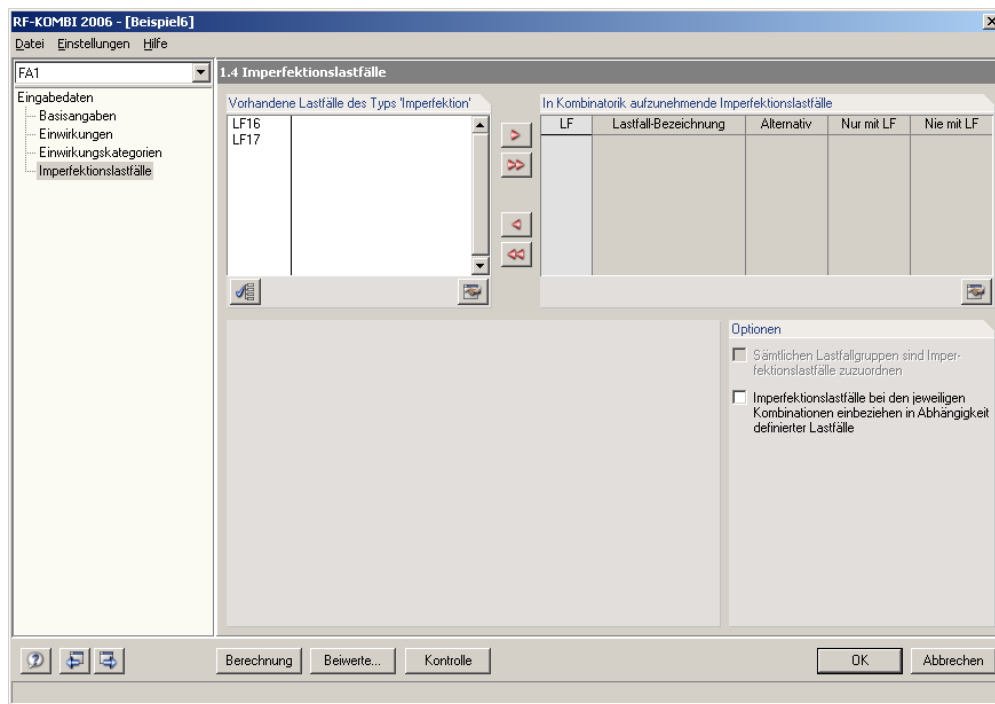 RF-KOMBI 2006 - [Beispiel6]
Datei Einstellungen Hilfe
FA1
1.4 Imperfektionslastfälle
Eingabedaten
Basisangaben
Einwirkungen
Einwirkungskategorien
Imperfektionslastfälle
Vorhandene Lastfälle des Typs 'Imperfektion'
LF16
LF17
> 
>>
<
<<
In Kombinatorik aufzunehmende Imperfektionslastfälle
LF Lastfall-Bezeichnung Alternativ Nur mit LF Nie mit LF
Optionen
Sämtlichen Lastfallgruppen sind Imper-
fektionslastfälle zuzuordnen
Imperfektionslastfälle bei den jeweiligen
Kombinationen einbeziehen in Abhängigkeit
definierter Lastfälle
Berechnung Beiwerte... Kontrolle OK Abbrechen